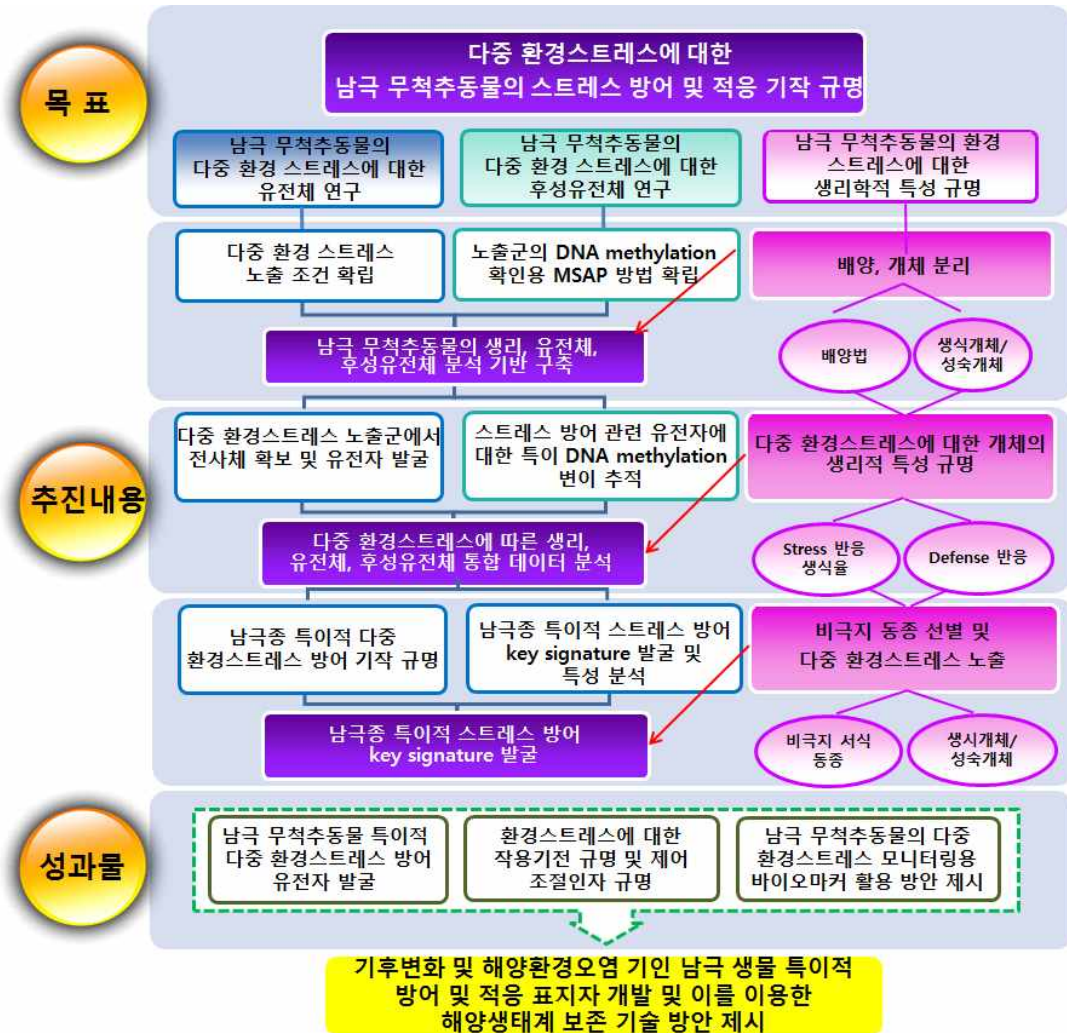 목 표
다중 환경스트레스에 대한
남극 무척추동물의 스트레스 방어 및 적응 기작 규명
남극 무척추동물의
다중 환경 스트레스에 대한
유전체 연구
남극 무척추동물의
다중 환경 스트레스에 대한
후성유전체 연구
남극 무척추동물의 환경
스트레스에 대한
생리학적 특성 규명
추진내용
다중 환경 스트레스
노출 조건 확립
노출군의 DNA methylation
확인용 MSAP 방법 확립
배양, 개체 분리
남극 무척추동물의 생리, 유전체,
후성유전체 분석 기반 구축
배양법
생식개체/
성숙개체
다중 환경스트레스 노출군에서
전사체 확보 및 유전자 발굴
스트레스 방어 관련 유전자에
대한 특이 DNA methylation
변이 추적
다중 환경스트레스에 대한 개체의
생리적 특성 규명
다중 환경스트레스에 따른 생리,
유전체, 후성유전체 통합 데이터 분석
Stress 반응
생식율
Defense 반응
남극종 특이적 다중
환경스트레스 방어 기작 규명
남극종 특이적 스트레스 방어
key signature 발굴 및
특성 분석
비극지 동종 선별 및
다중 환경스트레스 노출
남극종 특이적 스트레스 방어
key signature 발굴
비극지 서식
동종
생시개체/
성숙개체
성과물
남극 무척추동물 특이적
다중 환경스트레스 방어
유전자 발굴
환경스트레스에 대한
작용기전 규명 및 제어
조절인자 규명
남극 무척추동물의 다중
환경스트레스 모니터링용
바이오마커 활용 방안 제시
기후변화 및 해양환경오염 기인 남극 생물 특이적
방어 및 적응 표지자 개발 및 이를 이용한
해양생태계 보존 기술 방안 제시